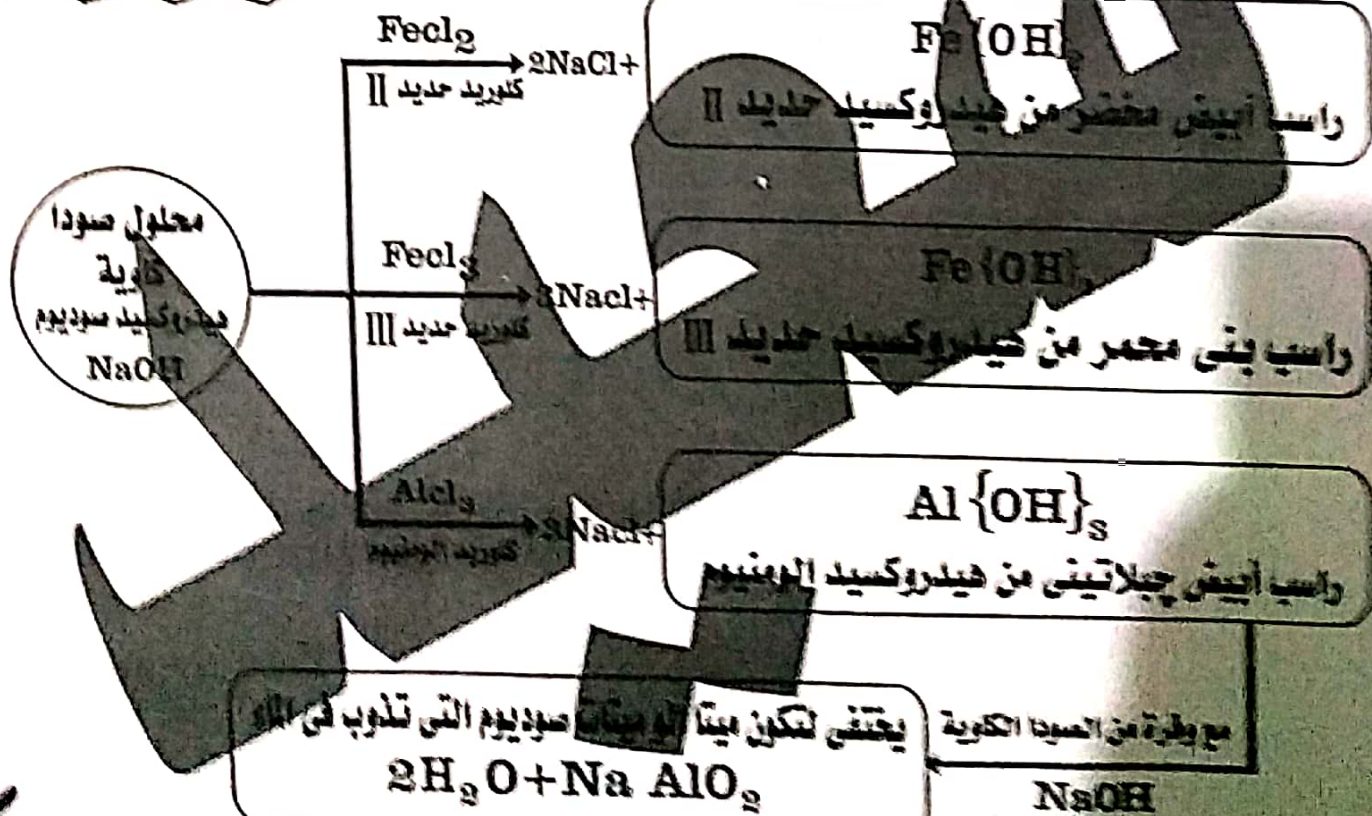 Fecl₂
كلوريد حديد II
2NaCl+
Fe{OH}
راسب أبيض مخضر من هيدروكسيد حديد II
محلول صودا
كاوية
هيدروكسيد صوديوم
NaOH
Fecl₃
كلوريد حديد III
3Nacl+
Fe{OH}
راسب بنى محمر من هيدروكسيد حديد III
Alcl₃
كلوريد الومنيوم
3Nacl+
Al{OH}₃
راسب أبيض جيلاتينى من هيدروكسيد الومنيوم
مع وفرة من الصودا الكاوية
NaOH
يختفى لتكون ميتا الوميتات صوديوم التى تذوب فى الماء
2H₂O+Na AlO₂